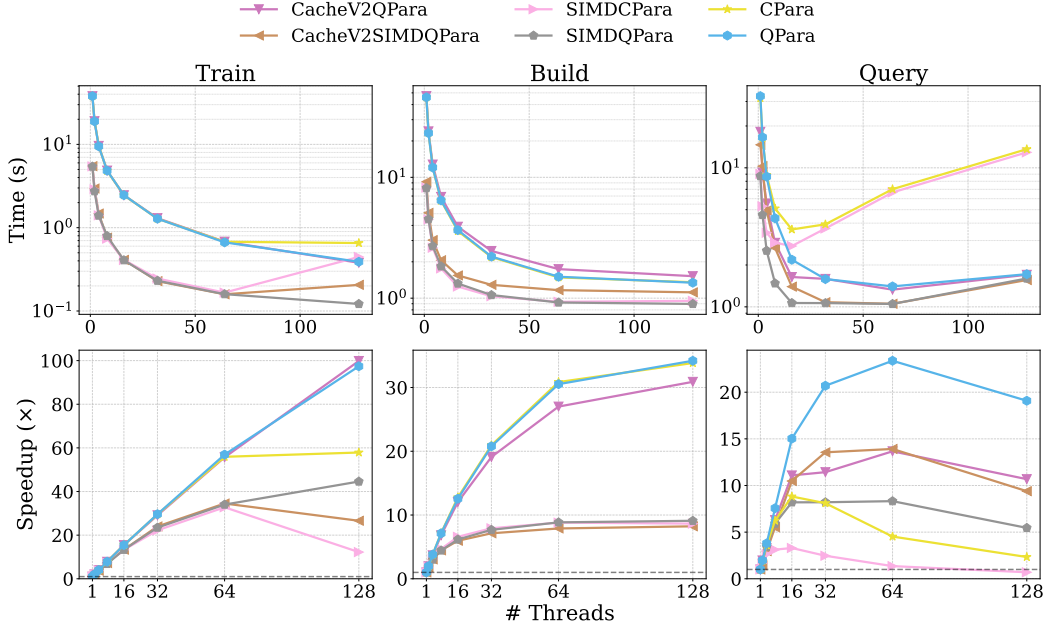 CacheV2QPara SIMDCPara CPara
CacheV2SIMDQPara SIMDQPara QPara
Train Build Query
Time (s)
10¹
10⁰
10⁻¹
0 50 100
10¹
10⁰
0 50 100
10¹
10⁰
0 50 100
Speedup (×)
100
80
60
40
20
0
1 16 32 64 128
30
20
10
0
1 16 32 64 128
20
15
10
5
0
1 16 32 64 128
# Threads